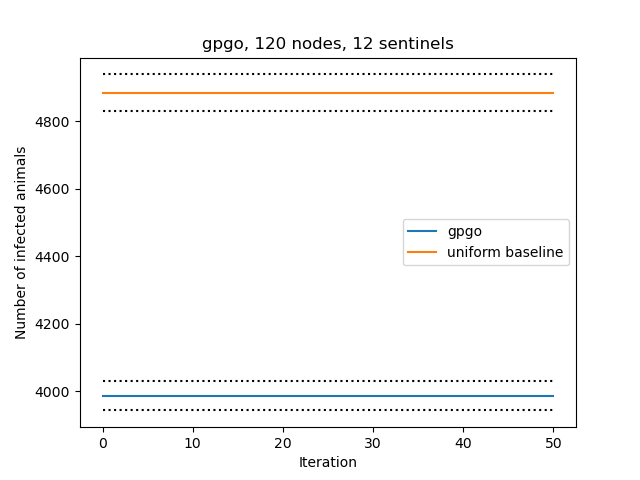 gpgo, 120 nodes, 12 sentinels
Number of infected animals
4800
4600
4400
4200
4000
gpgo
uniform baseline
0 10 20 30 40 50
Iteration